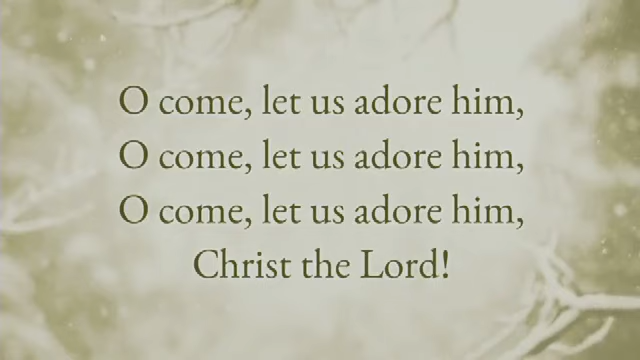 O come, let us adore him,
O come, let us adore him,
O come, let us adore him,
Christ the Lord!